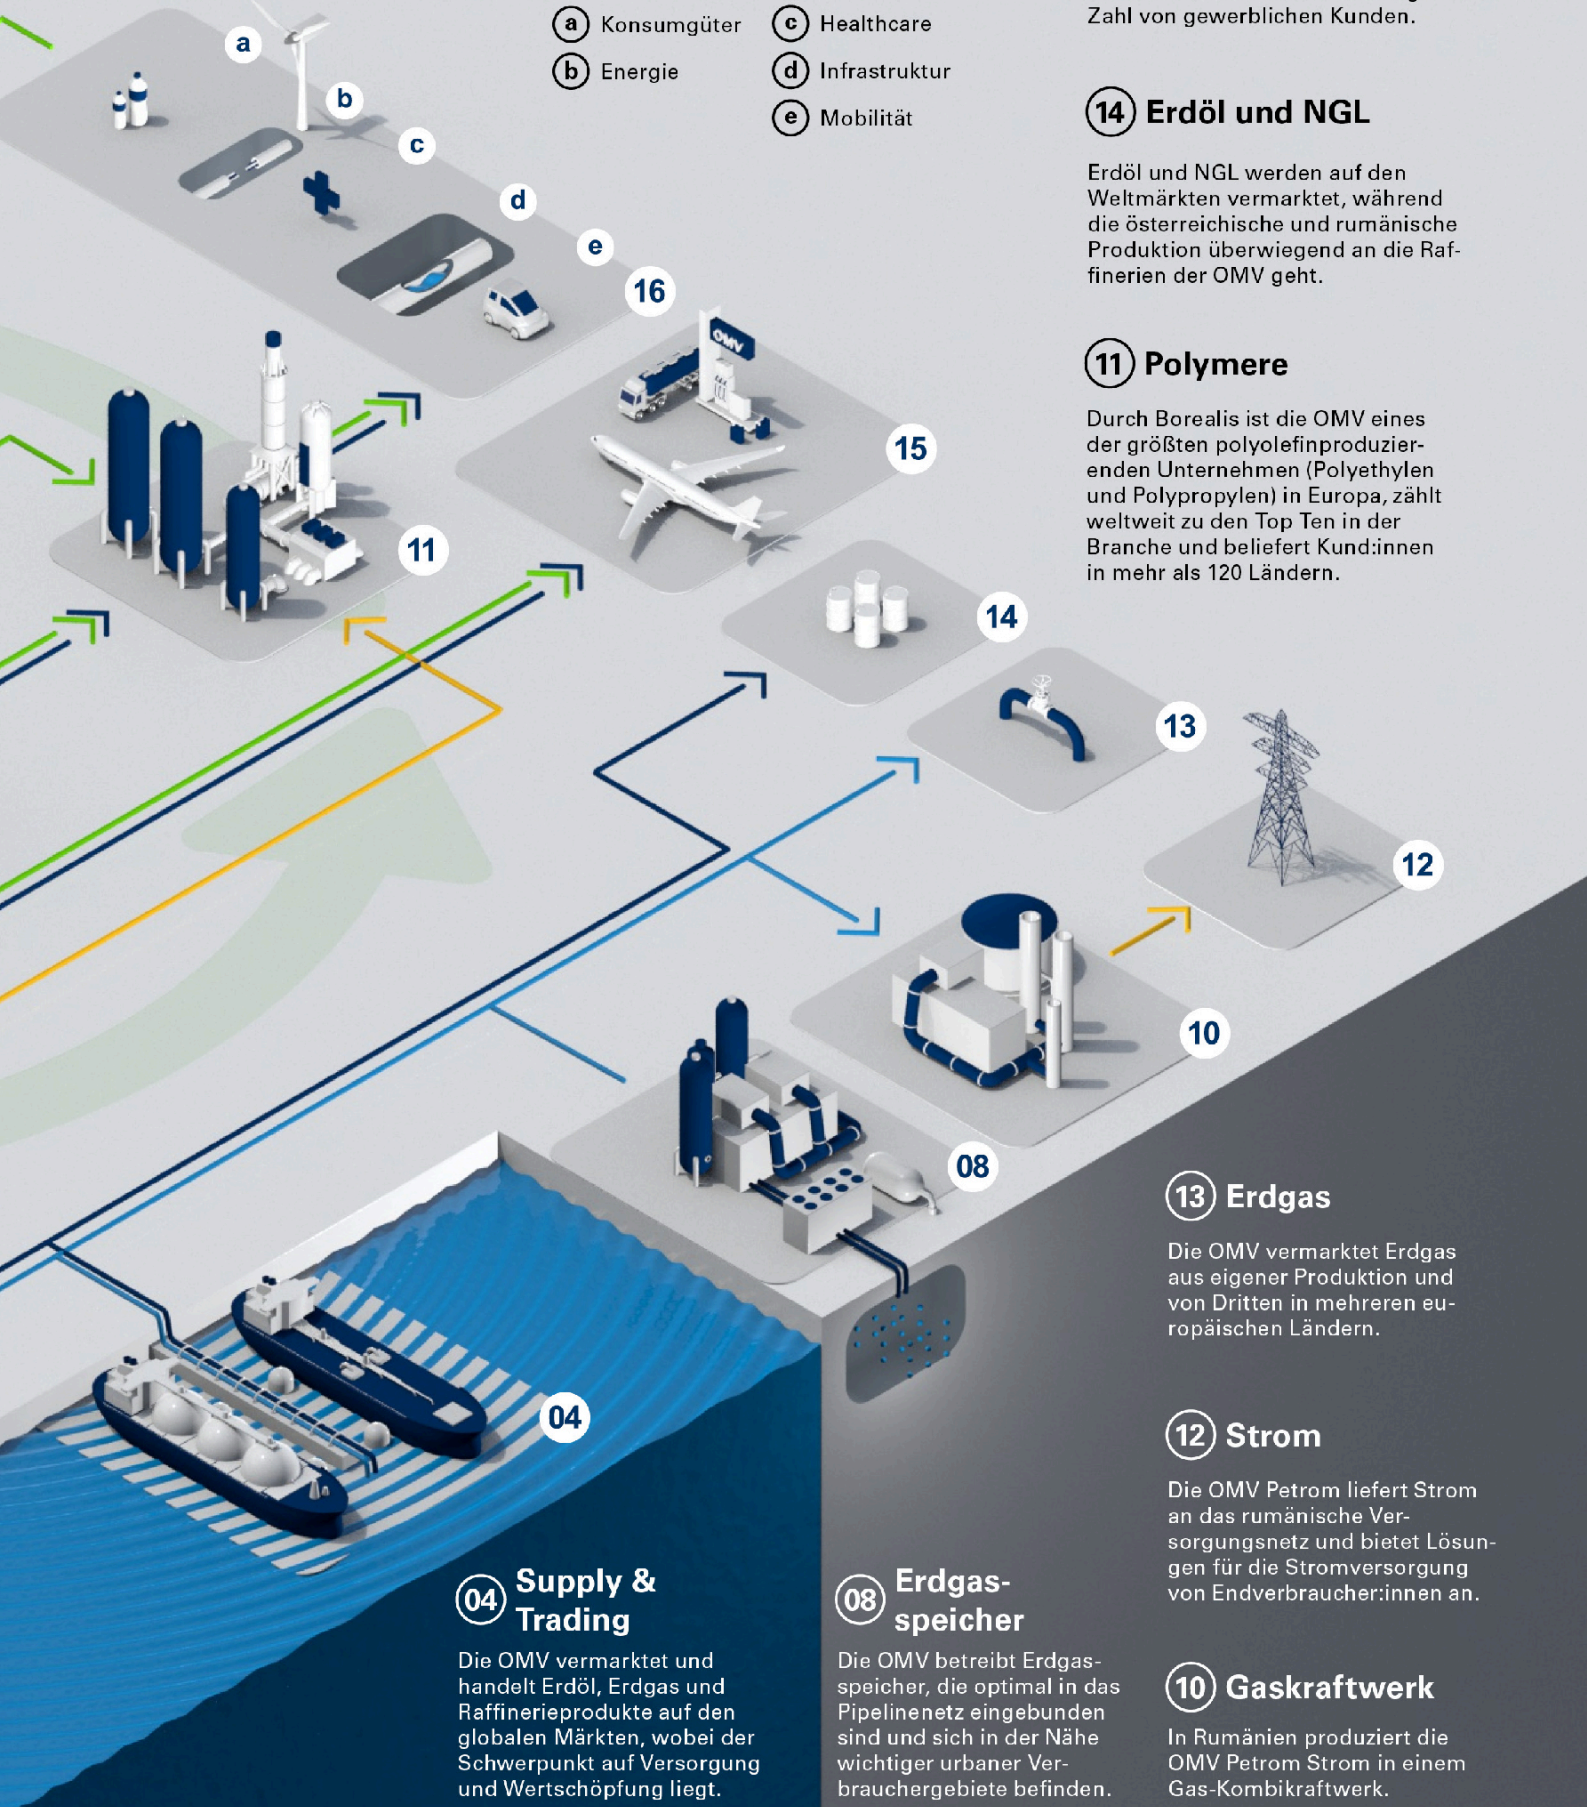 a Konsumgüter
b Energie
c Healthcare
d Infrastruktur
e Mobilität
Zahl von gewerblichen Kunden.
14 Erdöl und NGL
Erdöl und NGL werden auf den
Weltmärkten vermarktet, während
die österreichische und rumänische
Produktion überwiegend an die Raf-
finerien der OMV geht.
11 Polymere
Durch Borealis ist die OMV eines
der größten polyolefinproduzier-
enden Unternehmen (Polyethylen
und Polypropylen) in Europa, zählt
weltweit zu den Top Ten in der
Branche und beliefert Kund:innen
in mehr als 120 Ländern.
a
b
c
d
e
16
OMV
15
11
14
13
12
10
08
04
13 Erdgas
Die OMV vermarktet Erdgas
aus eigener Produktion und
von Dritten in mehreren eu-
ropäischen Ländern.
12 Strom
Die OMV Petrom liefert Strom
an das rumänische Ver-
sorgungsnetz und bietet Lösun-
gen für die Stromversorgung
von Endverbraucher:innen an.
04 Supply &
Trading
Die OMV vermarktet und
handelt Erdöl, Erdgas und
Raffinerieprodukte auf den
globalen Märkten, wobei der
Schwerpunkt auf Versorgung
und Wertschöpfung liegt.
08 Erdgas-
speicher
Die OMV betreibt Erdgas-
speicher, die optimal in das
Pipelinenetz eingebunden
sind und sich in der Nähe
wichtiger urbaner Ver-
brauchergebiete befinden.
10 Gaskraftwerk
In Rumänien produziert die
OMV Petrom Strom in einem
Gas-Kombikraftwerk.